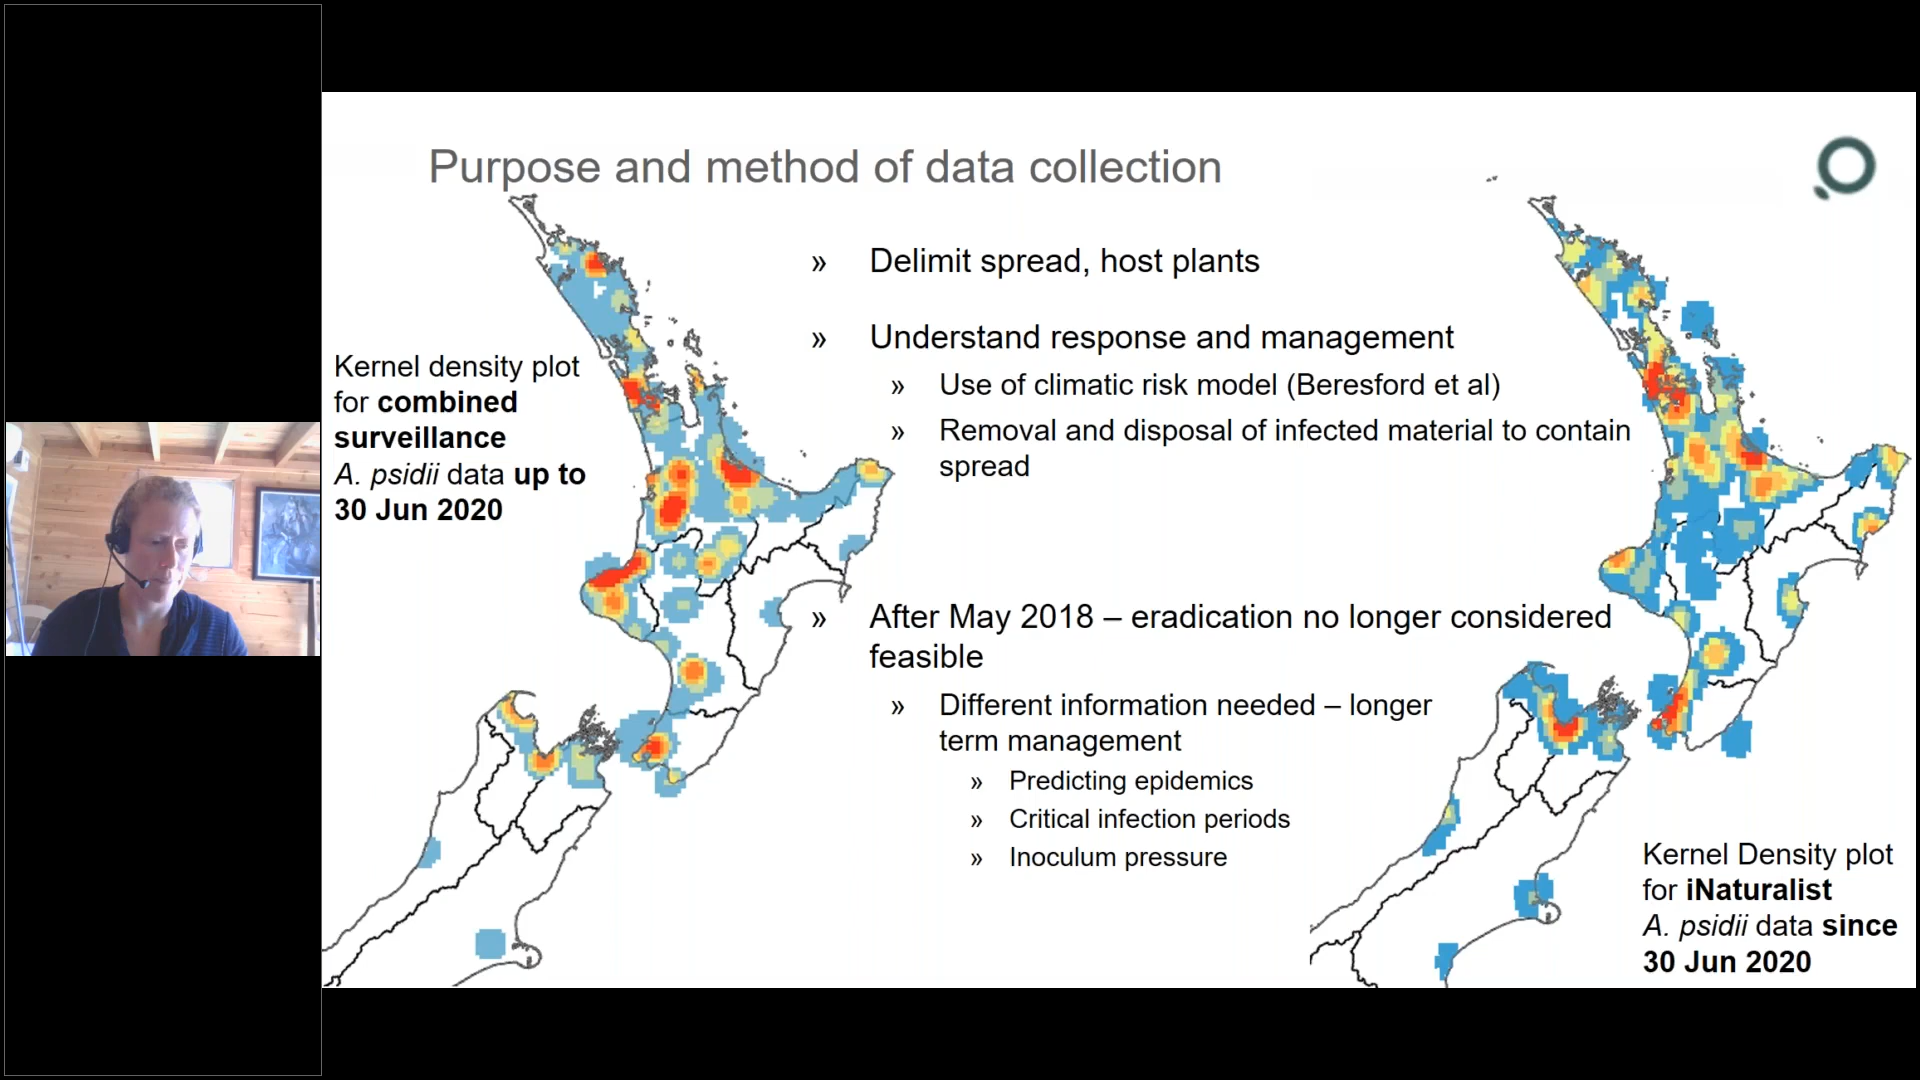 Purpose and method of data collection
Kernel density plot
for combined
surveillance
A. psidii data up to
30 Jun 2020
» Delimit spread, host plants
» Understand response and management
» Use of climatic risk model (Beresford et al)
» Removal and disposal of infected material to contain
spread
» After May 2018 – eradication no longer considered
feasible
» Different information needed – longer
term management
» Predicting epidemics
» Critical infection periods
» Inoculum pressure
Kernel Density plot
for iNaturalist
A. psidii data since
30 Jun 2020